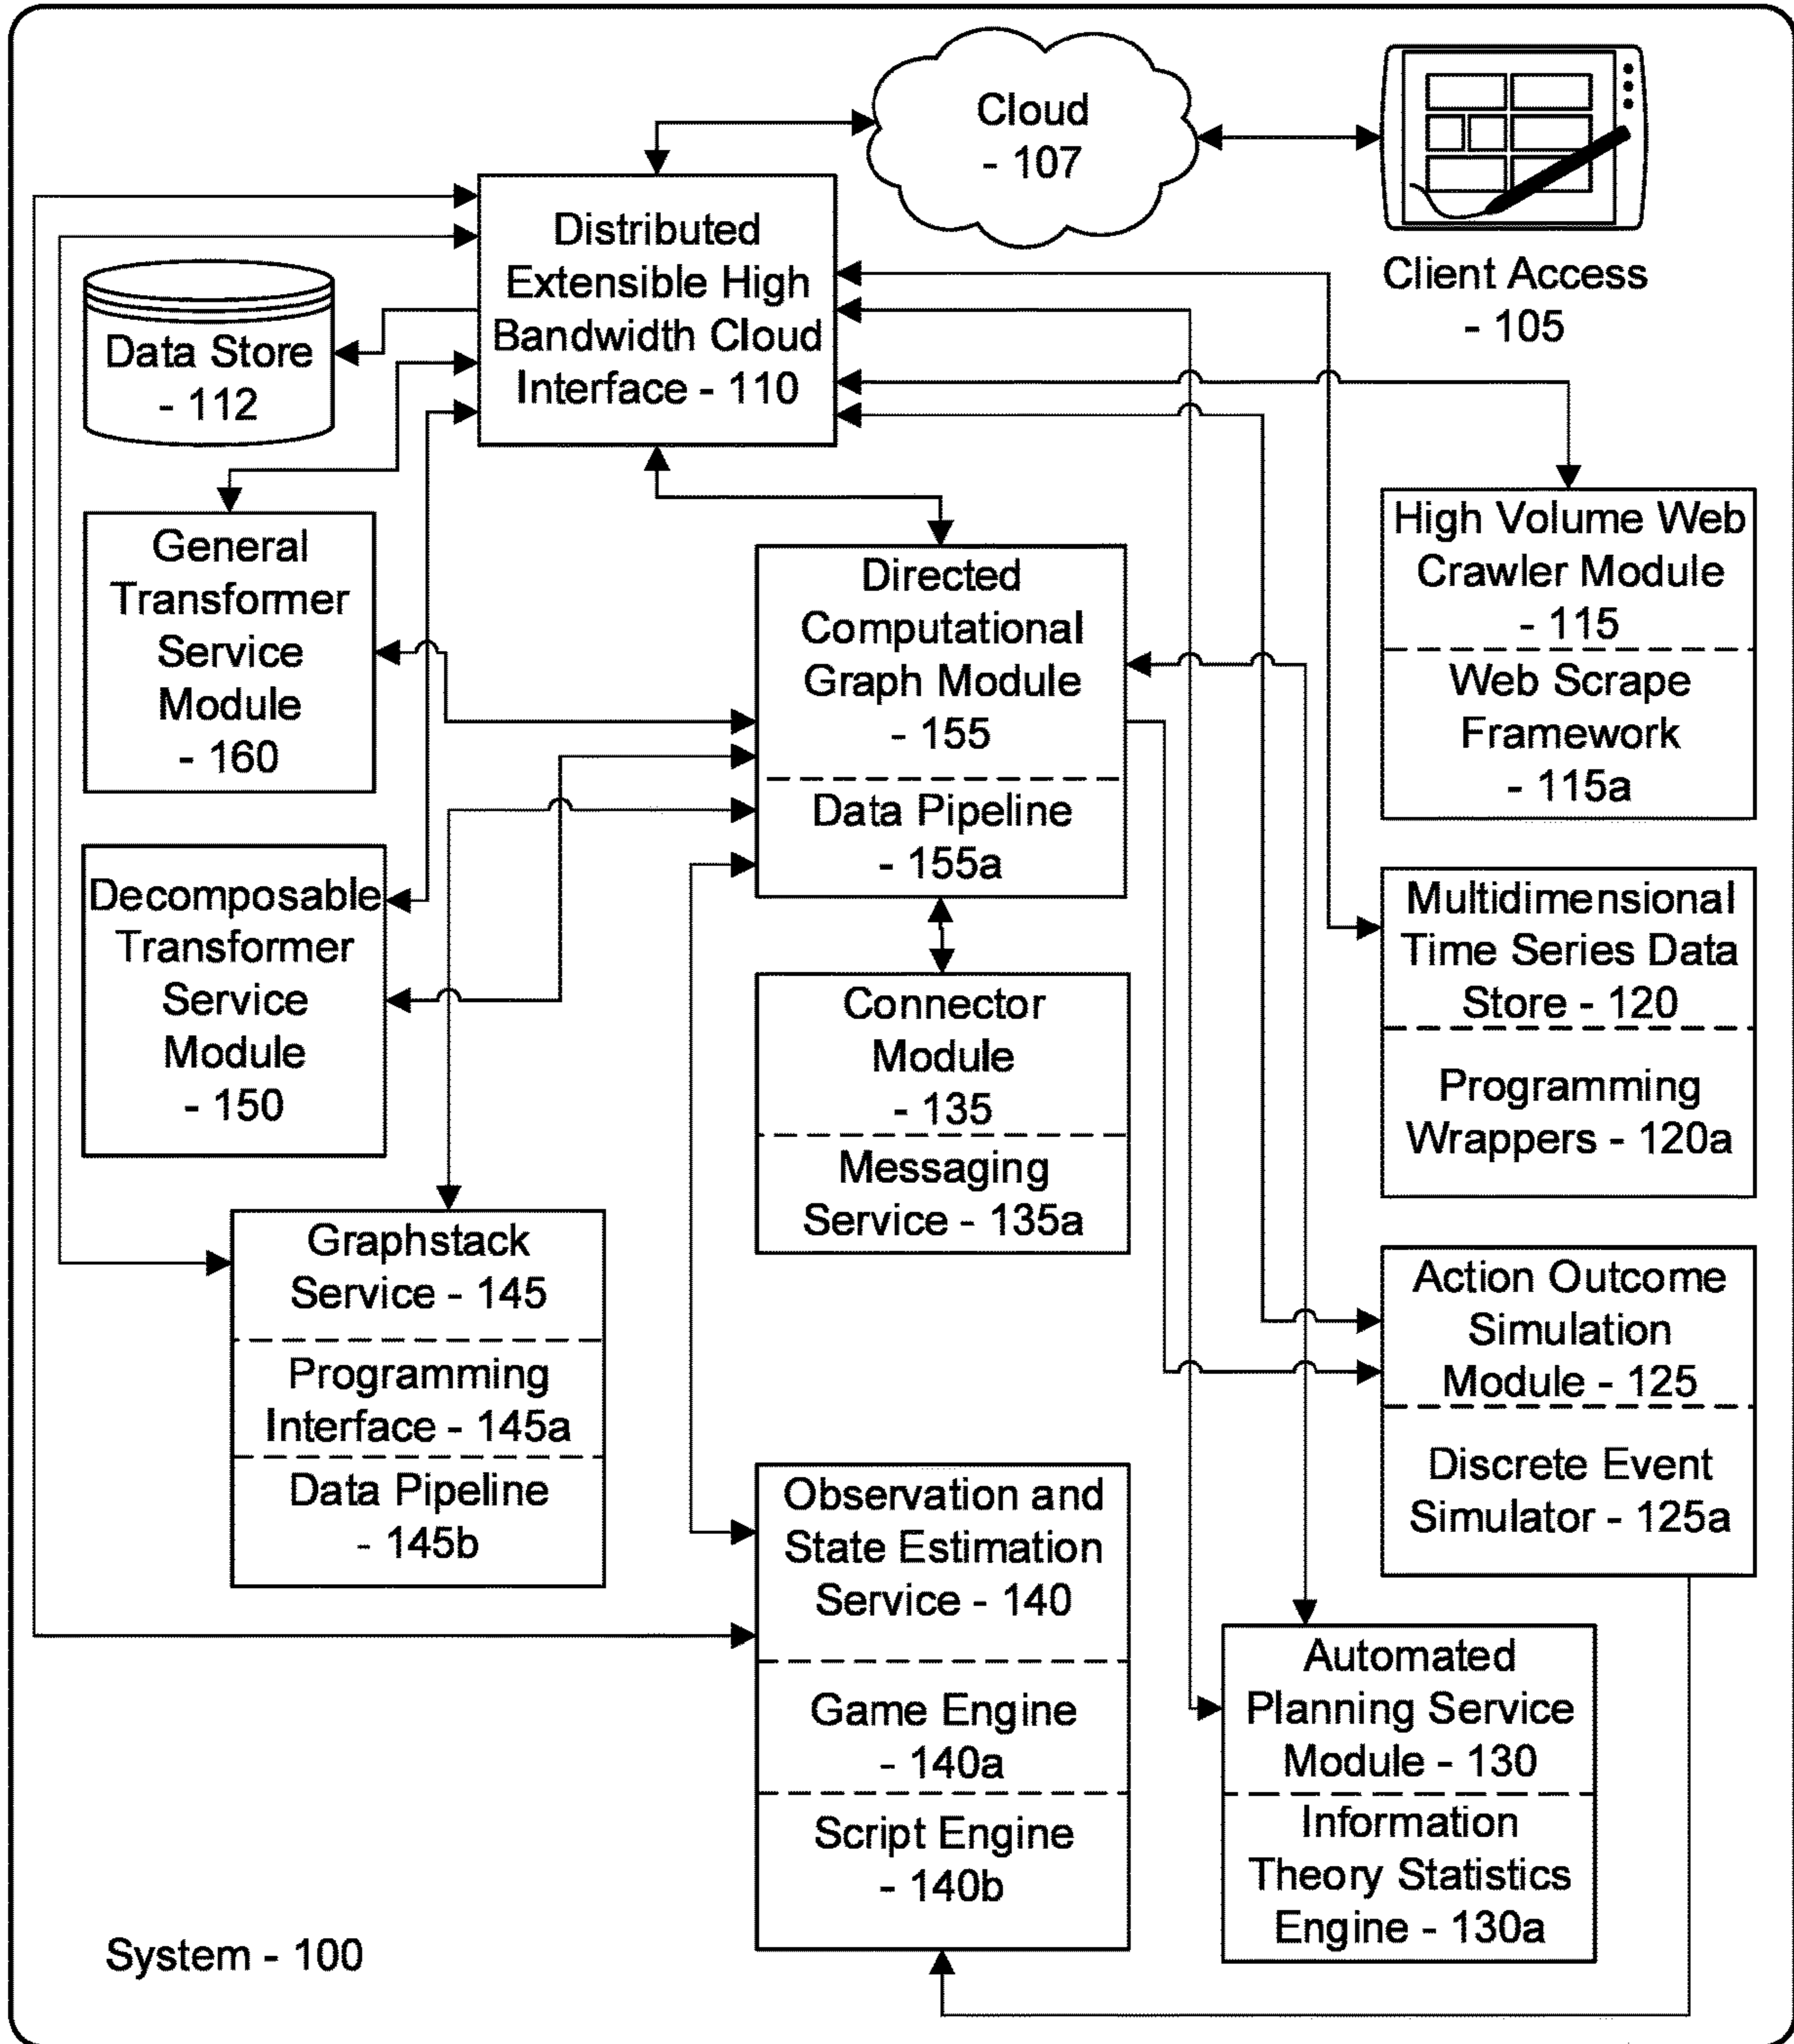 Cloud
- 107
Client Access
- 105
Distributed
Extensible High
Bandwidth Cloud
Interface - 110
Data Store
- 112
General
Transformer
Service
Module
- 160
Directed
Computational
Graph Module
- 155
Data Pipeline
- 155a
High Volume Web
Crawler Module
- 115
Web Scrape
Framework
- 115a
Decomposable
Transformer
Service
Module
- 150
Connector
Module
- 135
Messaging
Service - 135a
Multidimensional
Time Series Data
Store - 120
Programming
Wrappers - 120a
Graphstack
Service - 145
Programming
Interface - 145a
Data Pipeline
- 145b
Action Outcome
Simulation
Module - 125
Discrete Event
Simulator - 125a
Observation and
State Estimation
Service - 140
Game Engine
- 140a
Script Engine
- 140b
Automated
Planning Service
Module - 130
Information
Theory Statistics
Engine - 130a
System - 100